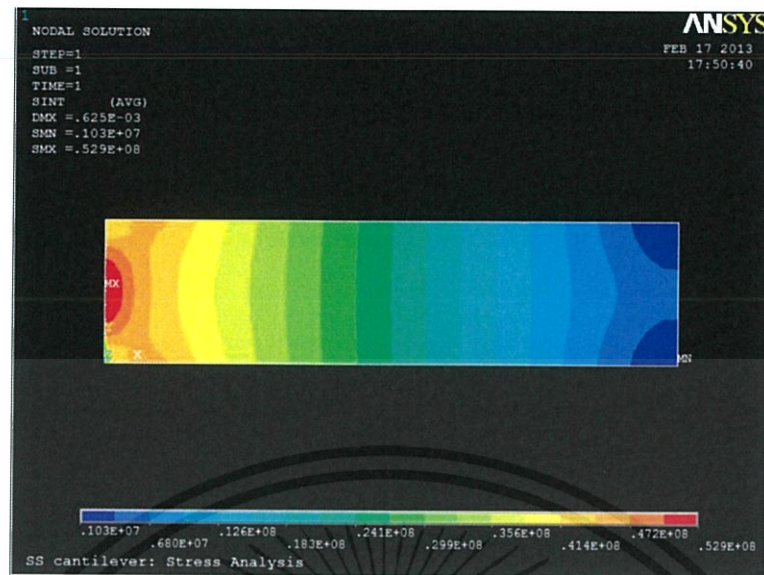 1
ANSYS
NODAL SOLUTION
FEB 17 2013
17:50:40
STEP=1
SUB =1
TIME=1
SINT (AVG)
DMX =.625E-03
SMN =.103E+07
SMX =.529E+08
MX
X
MN
.103E+07 .126E+08 .241E+08 .356E+08 .472E+08
.680E+07 .183E+08 .299E+08 .414E+08 .529E+08
SS cantilever: Stress Analysis